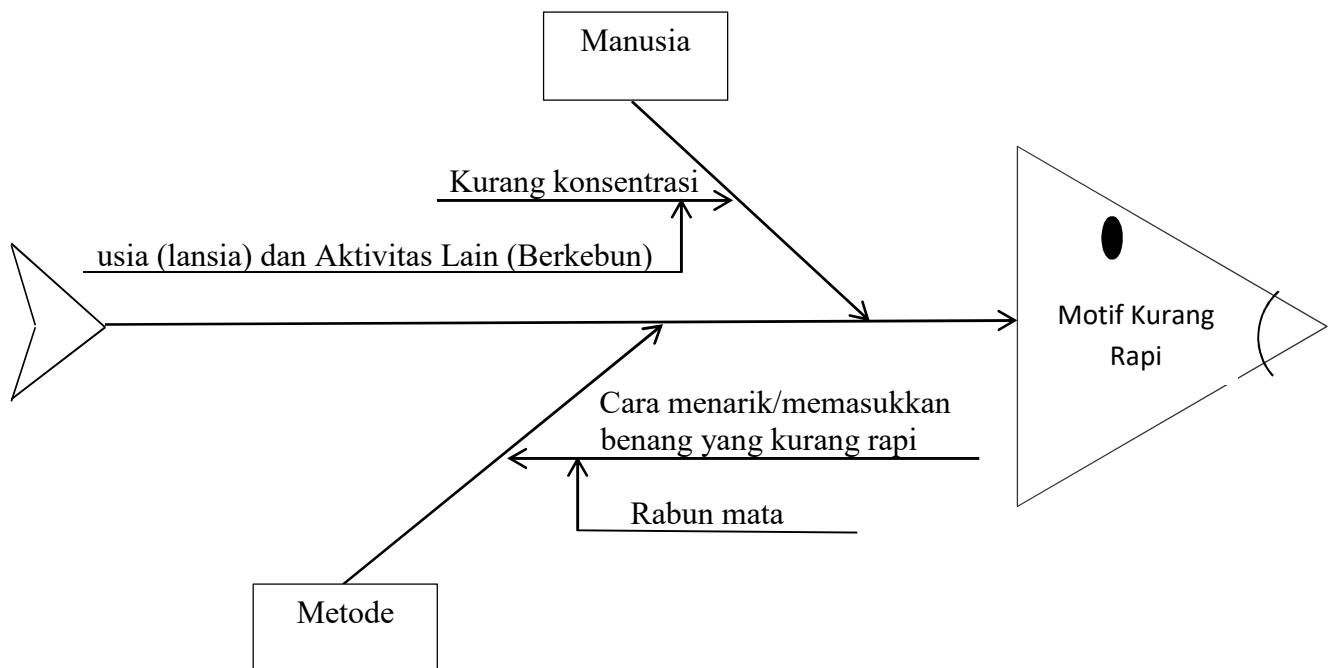 Manusia
Kurang konsentrasi
usia (lansia) dan Aktivitas Lain (Berkebun)
Motif Kurang
Rapi
Cara menarik/memasukkan
benang yang kurang rapi
Rabun mata
Metode